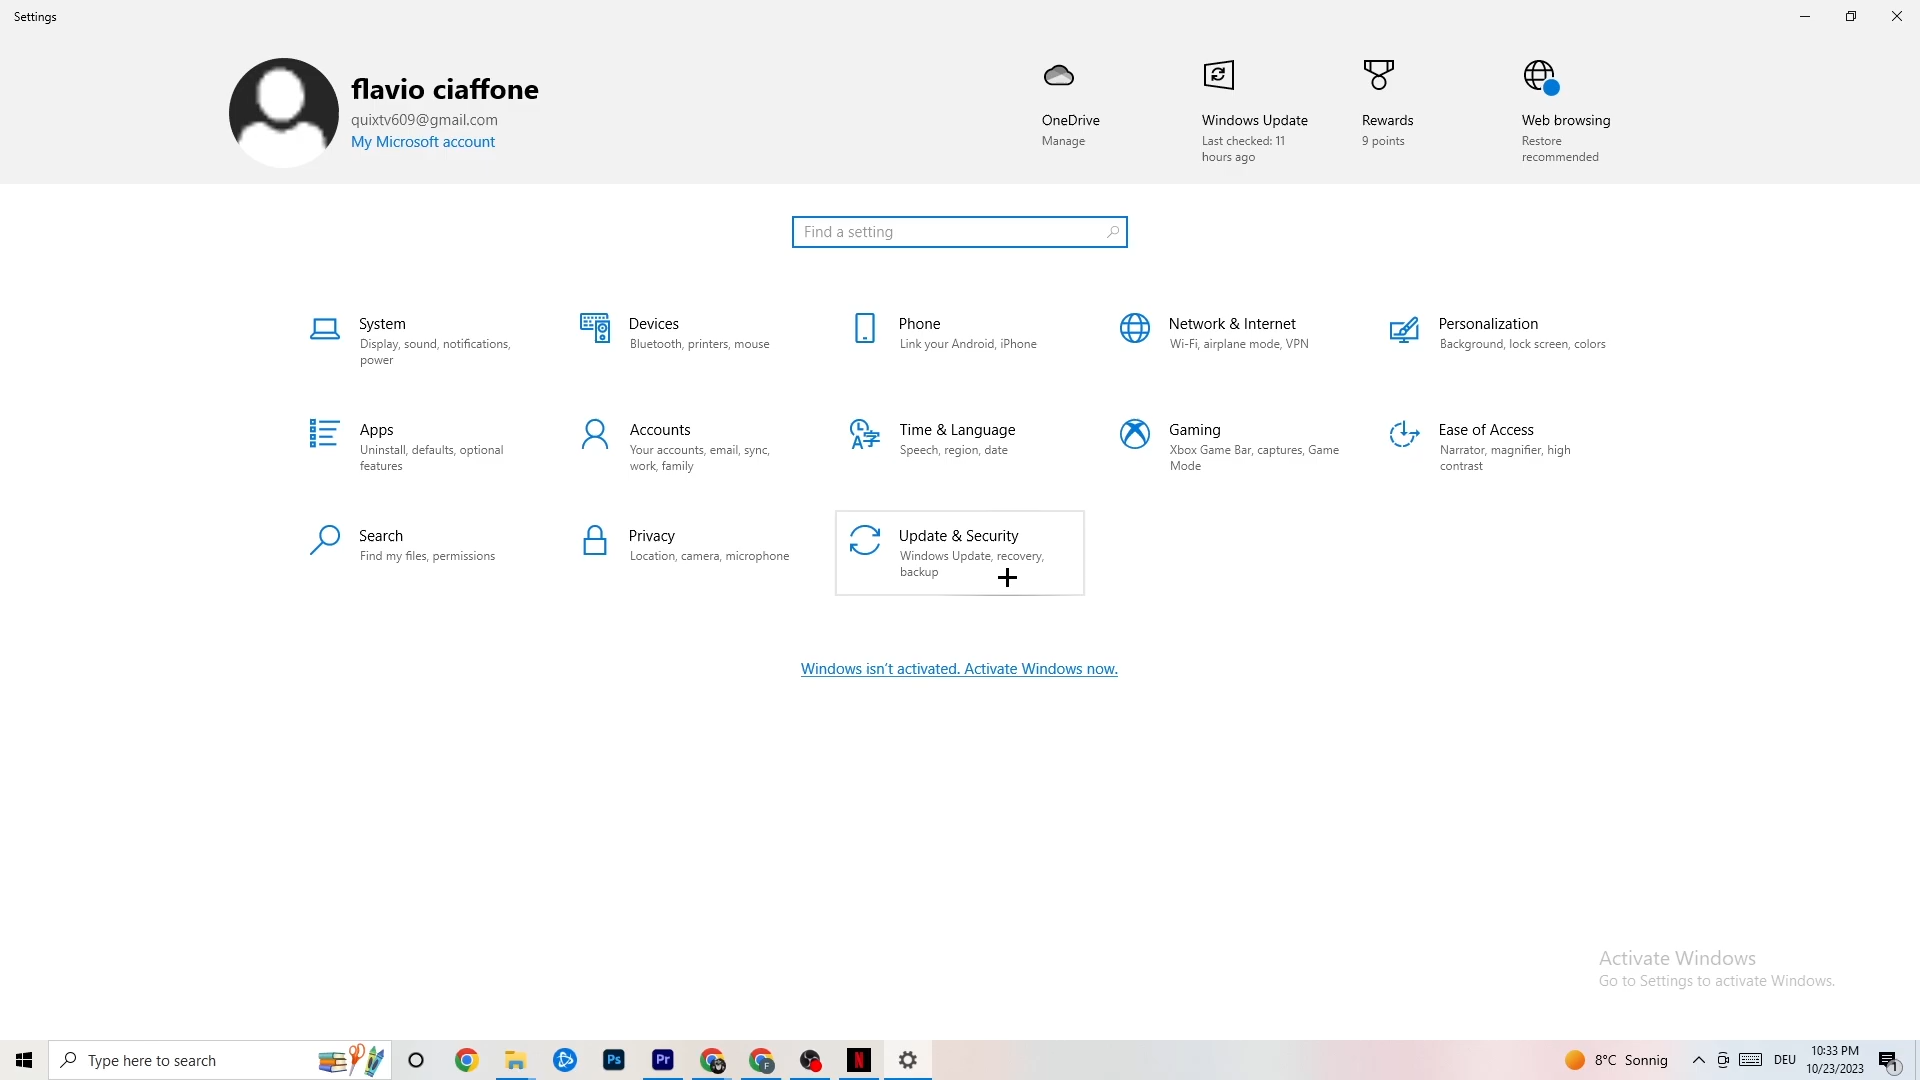 Settings
flavio ciaffone
quixtv609@gmail.com
My Microsoft account
OneDrive
Manage
Windows Update
Last checked: 11
hours ago
Rewards
9 points
Web browsing
Restore
recommended
Find a setting
System
Display, sound, notifications,
power
Devices
Bluetooth, printers, mouse
Phone
Link your Android, iPhone
Network & Internet
Wi-Fi, airplane mode, VPN
Personalization
Background, lock screen, colors
Apps
Uninstall, defaults, optional
features
Accounts
Your accounts, email, sync,
work, family
Time & Language
Speech, region, date
Gaming
Xbox Game Bar, captures, Game
Mode
Ease of Access
Narrator, magnifier, high
contrast
Search
Find my files, permissions
Privacy
Location, camera, microphone
Update & Security
Windows Update, recovery,
backup
Windows isn't activated. Activate Windows now.
Activate Windows
Go to Settings to activate Windows.
Type here to search
Ps
Pr
F
N
8°C Sonnig
DEU
10:33 PM
10/23/2023
1